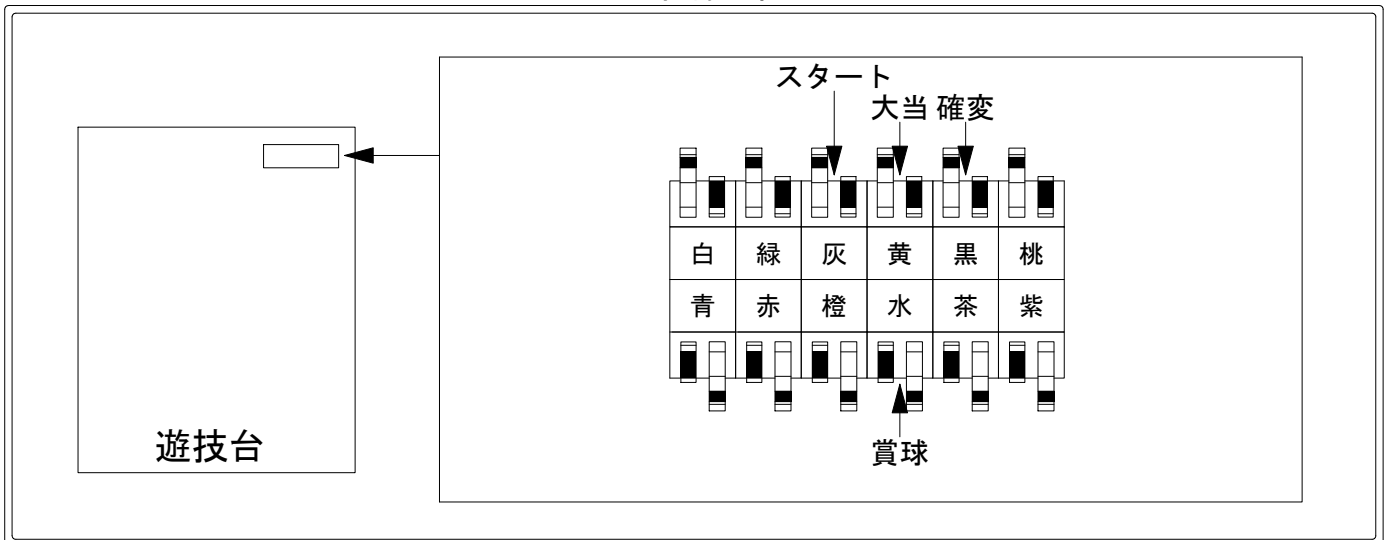 スタート
大当 確変
白 緑 灰 黄 黒 桃
青 赤 橙 水 茶 紫
賞球
遊技台